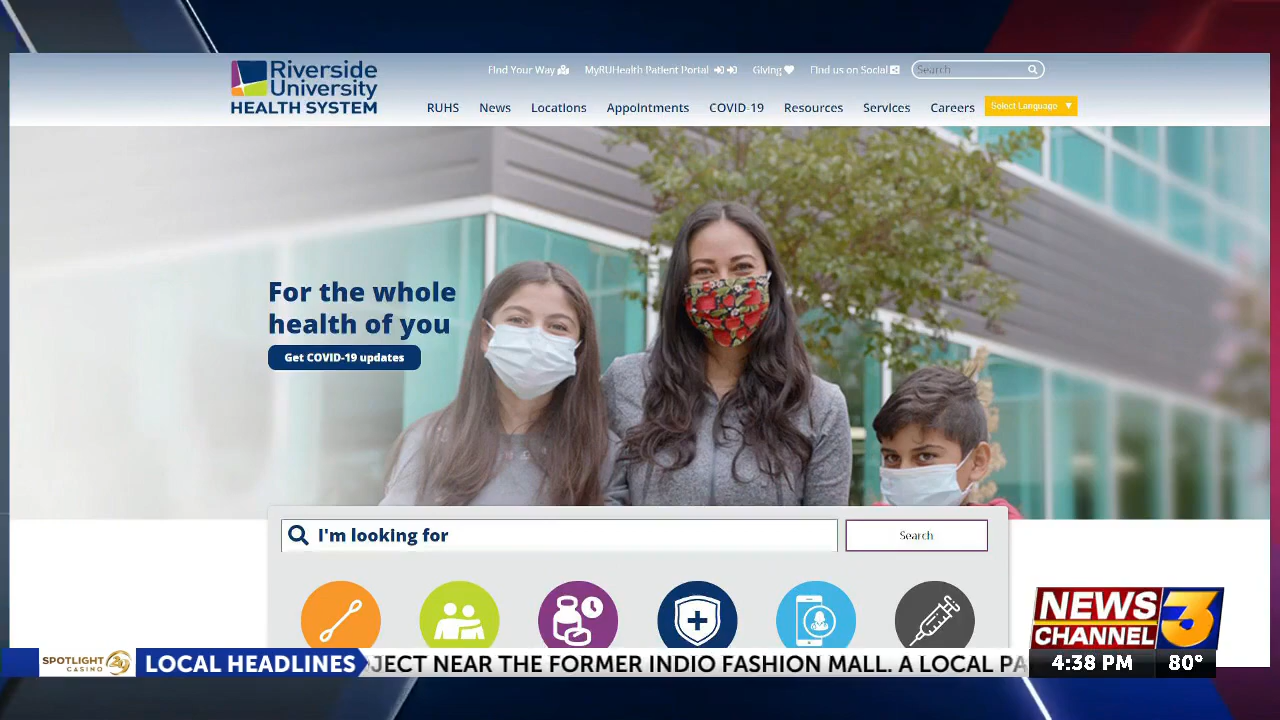 Riverside
University
HEALTH SYSTEM
Find Your Way
MyRUHealth Patient Portal
Giving
Find us on Social
Search
RUHS
News
Locations
Appointments
COVID-19
Resources
Services
Careers
Select Language
For the whole
health of you
Get COVID-19 updates
I'm looking for
Search
NEWS
CHANNEL
3
SPOTLIGHT 29
CASINO
LOCAL HEADLINES
JECT NEAR THE FORMER INDIO FASHION MALL. A LOCAL PA
4:38 PM
80°